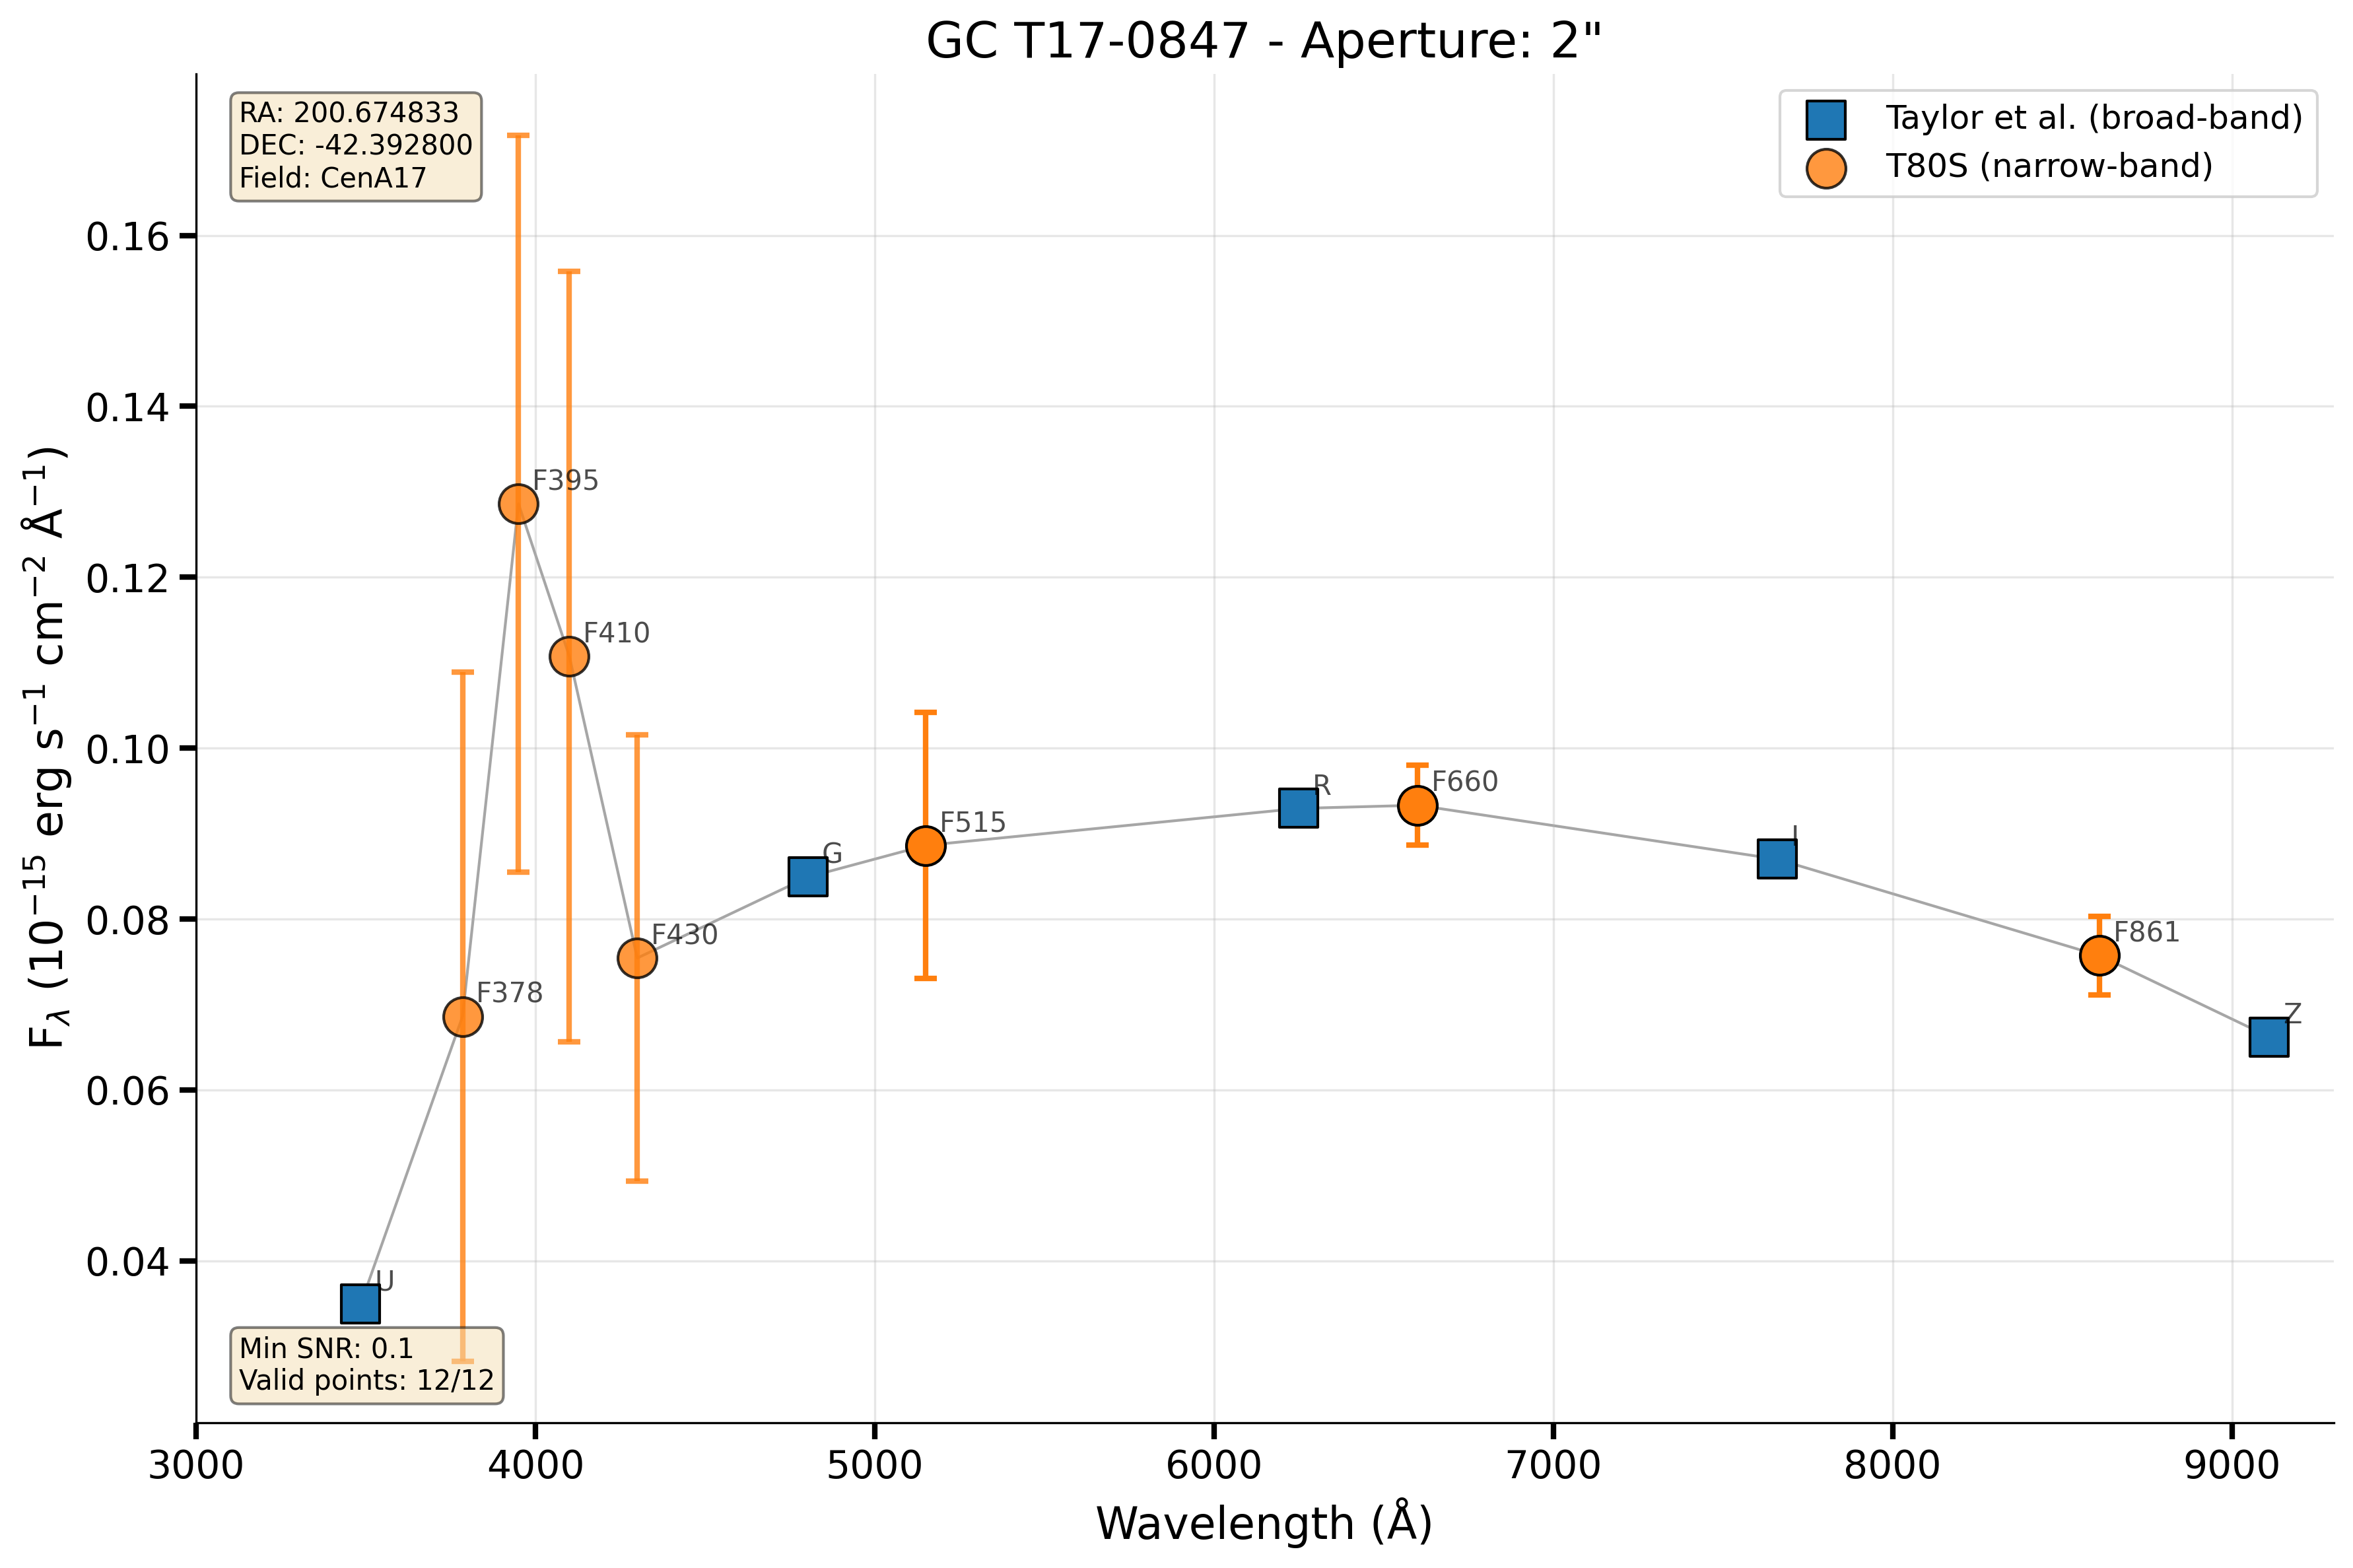 GC T17-0847 - Aperture: 2"
RA: 200.674833
DEC: -42.392800
Field: CenA17
Taylor et al. (broad-band)
T80S (narrow-band)
F_λ (10⁻¹⁵ erg s⁻¹ cm⁻² Å⁻¹)
0.16
0.14
0.12
0.10
0.08
0.06
0.04
F395
F410
F378
F430
G
F515
R
F660
I
F861
Z
U
Min SNR: 0.1
Valid points: 12/12
3000 4000 5000 6000 7000 8000 9000
Wavelength (Å)